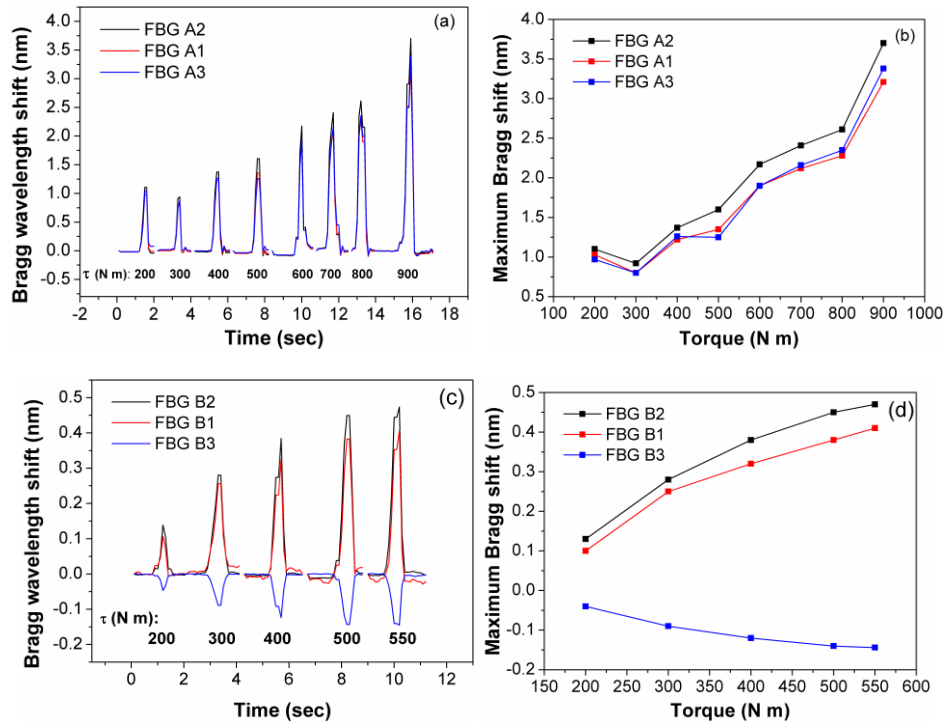 (a)
FBG A2
FBG A1
FBG A3
Bragg wavelength shift (nm)
4.0
3.5
3.0
2.5
2.0
1.5
1.0
0.5
0.0
-0.5
τ (N m): 200 300 400 500 600 700 800 900
-2 0 2 4 6 8 10 12 14 16 18
Time (sec)
(b)
FBG A2
FBG A1
FBG A3
Maximum Bragg shift (nm)
4.0
3.5
3.0
2.5
2.0
1.5
1.0
0.5
100 200 300 400 500 600 700 800 900 1000
Torque (N m)
(c)
FBG B2
FBG B1
FBG B3
Bragg wavelength shift (nm)
0.5
0.4
0.3
0.2
0.1
0.0
-0.1
-0.2
τ (N m):
200 300 400 500 550
-2 0 2 4 6 8 10 12
Time (sec)
(d)
FBG B2
FBG B1
FBG B3
Maximum Bragg shift (nm)
0.5
0.4
0.3
0.2
0.1
0.0
-0.1
-0.2
150 200 250 300 350 400 450 500 550 600
Torque (N m)